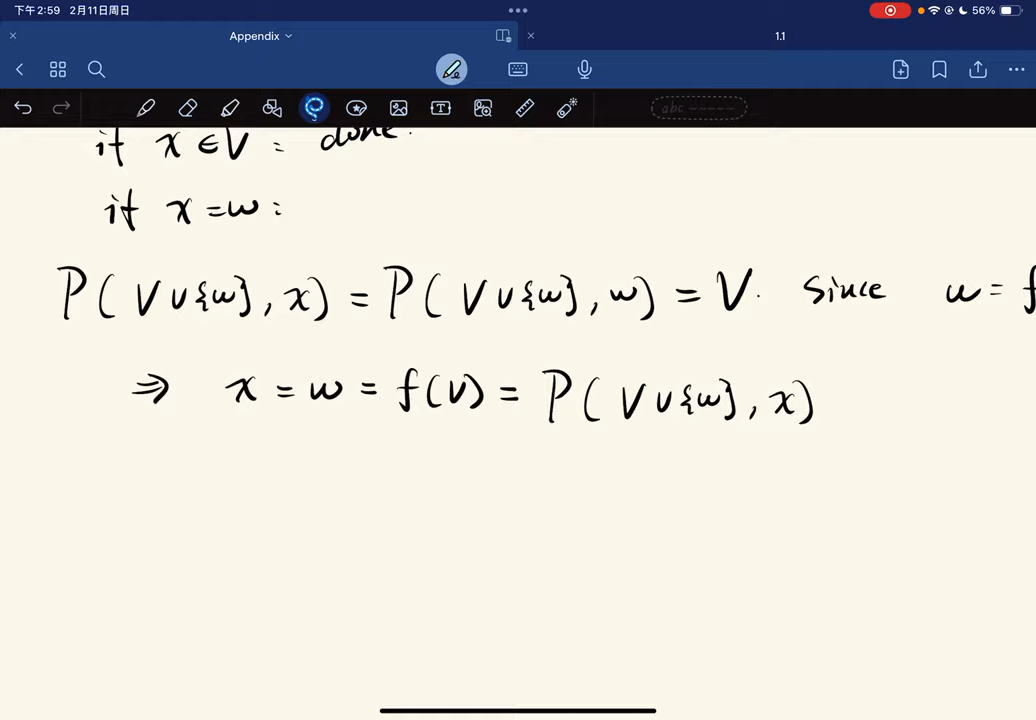 下午2:59 2月11日周日 56%
Appendix 1.1
abc
if x ∈ V : done.
if x = w :
P( V ∪ {w} , x ) = P( V ∪ {w} , w ) = V. Since w = f
⇒ x = w = f(V) = P( V ∪ {w} , x )